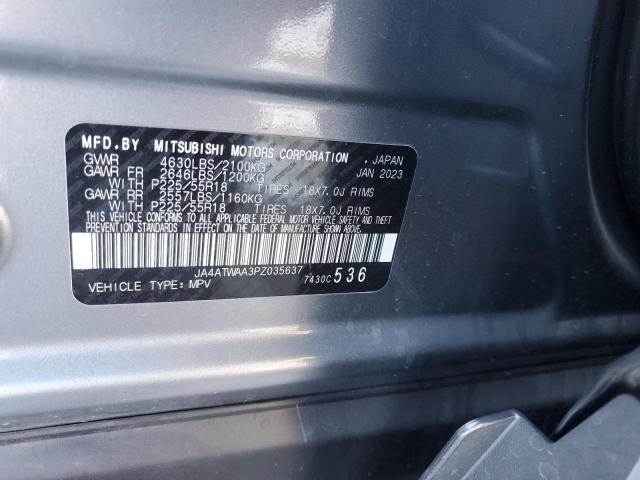 MFD.BY MITSUBISHI MOTORS CORPORATION , JAPAN
GVWR 4630LBS/2100KG JAN 2023
GAWR FR 2646LBS/1200KG
WITH P225/55R18 TIRES 18X7.0J RIMS
GAWR RR 2557LBS/1160KG
WITH P225/55R18 TIRES 18X7.0J RIMS
THIS VEHICLE CONFORMS TO ALL APPLICABLE FEDERAL MOTOR VEHICLE SAFETY AND THEFT
PREVENTION STANDARDS IN EFFECT ON THE DATE OF MANUFACTURE SHOWN ABOVE.
JA4ATWAA3PZ035637
VEHICLE TYPE: MPV 7430C 536